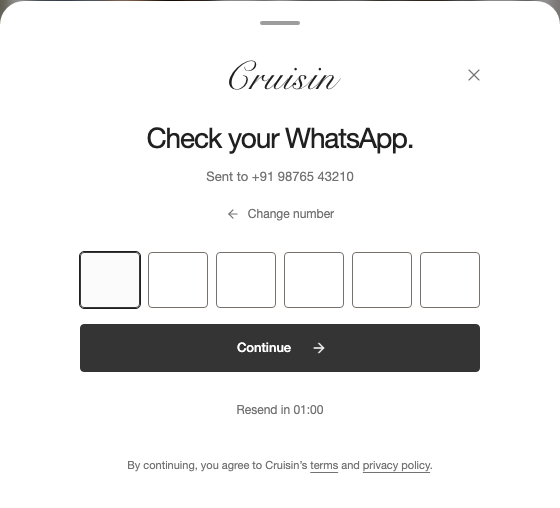 Cruisin
Check your WhatsApp.
Sent to +91 98765 43210
Change number
Continue
Resend in 01:00
By continuing, you agree to Cruisin’s terms and privacy policy.